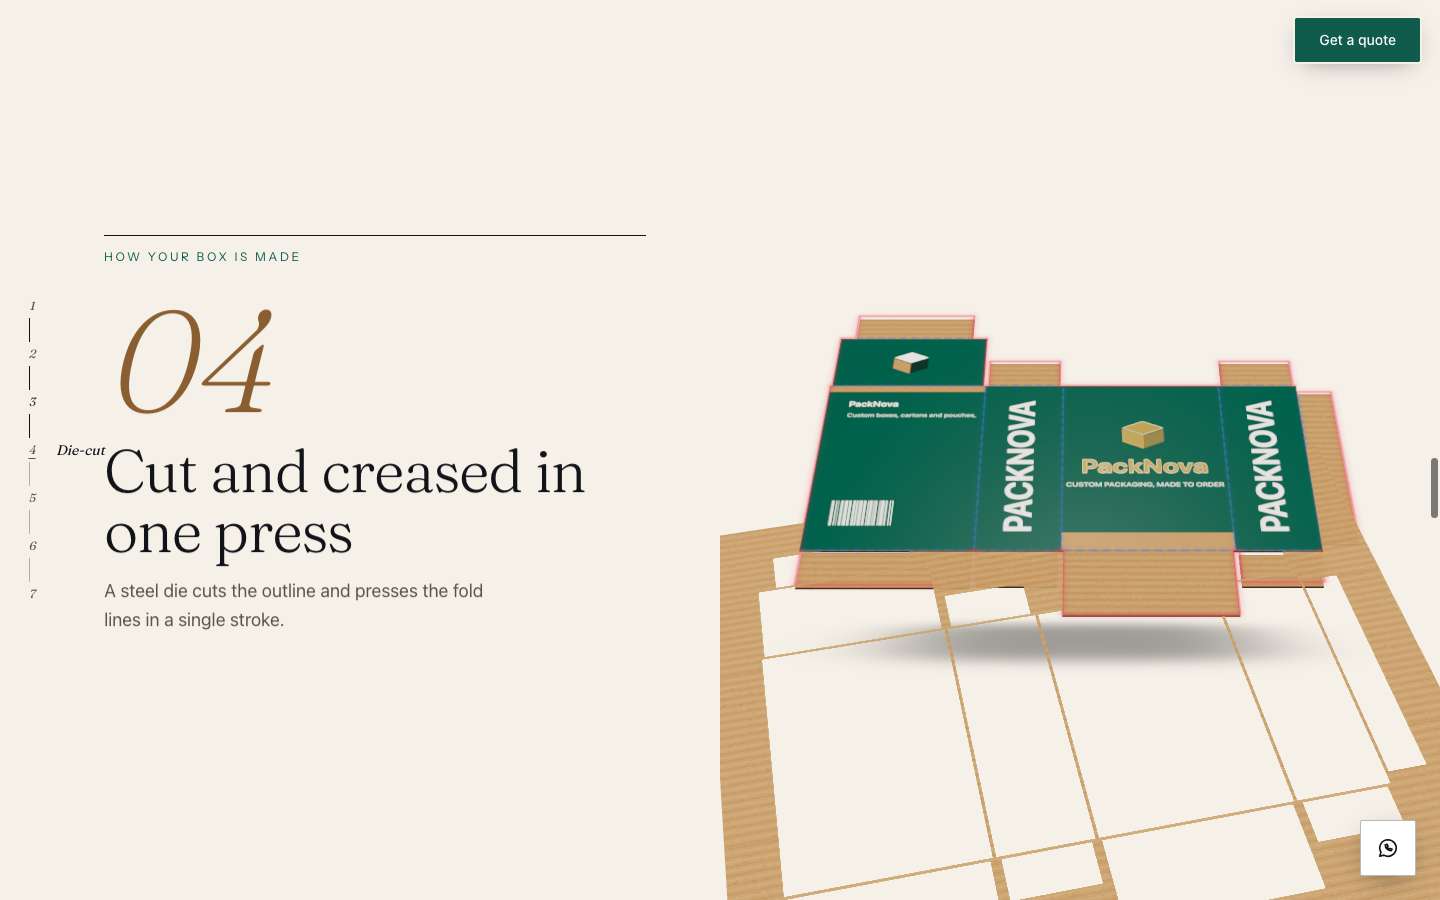 Get a quote
HOW YOUR BOX IS MADE
04
Cut and creased in
one press
A steel die cuts the outline and presses the fold
lines in a single stroke.
1
2
3
4 Die-cut
5
6
7
PackNova
Custom boxes, cartons and pouches,
PACKNOVA
PackNova
CUSTOM PACKAGING, MADE TO ORDER
PACKNOVA